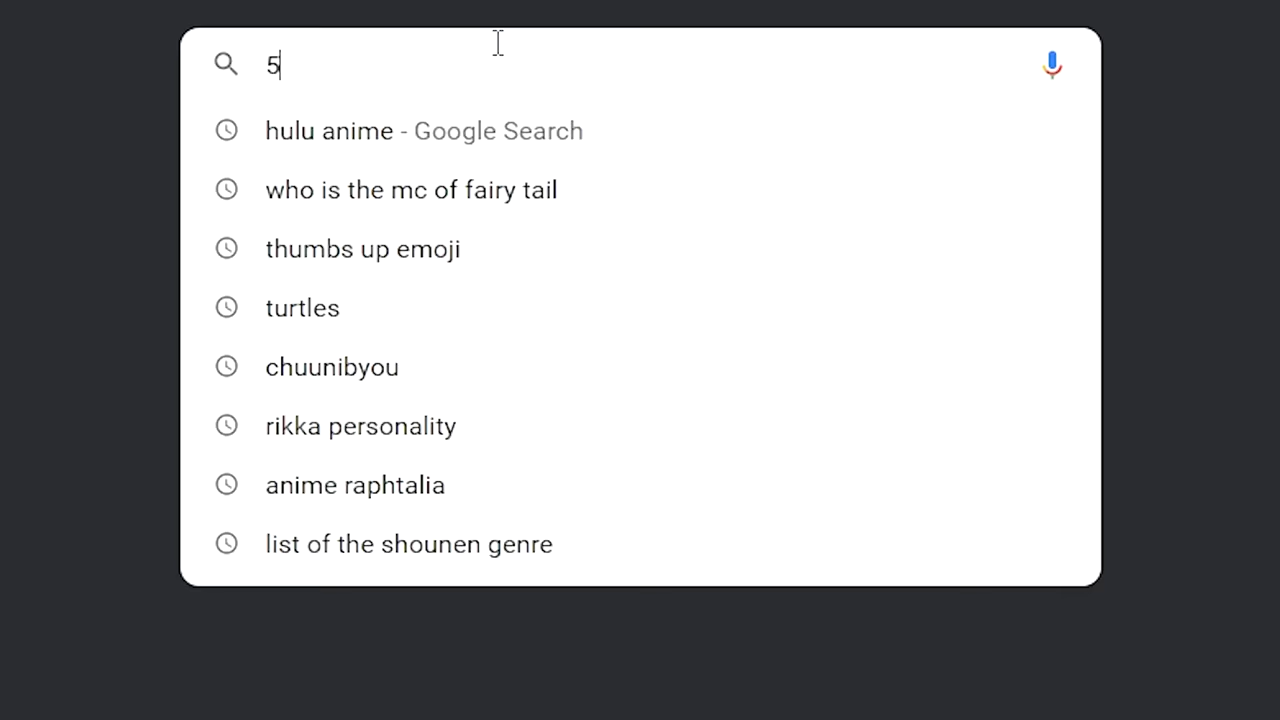 5
hulu anime - Google Search
who is the mc of fairy tail
thumbs up emoji
turtles
chuunibyou
rikka personality
anime raphtalia
list of the shounen genre